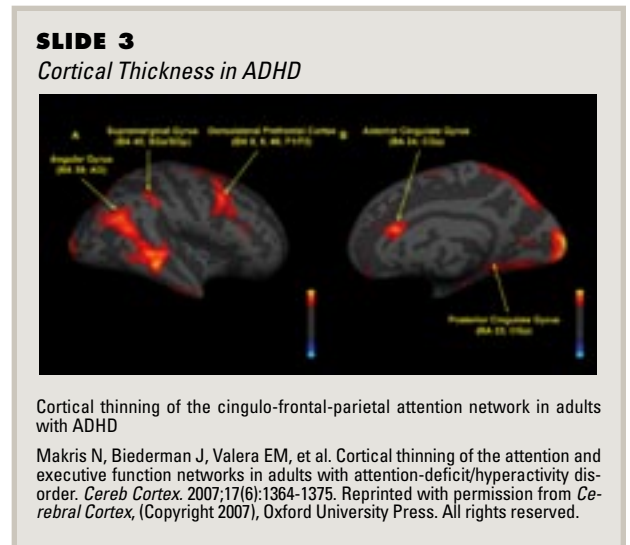 SLIDE 3
Cortical Thickness in ADHD
A
Supramarginal Gyrus
Dorsolateral Prefrontal Cortex
B
Anterior Cingulate Gyrus
Angular Gyrus
Posterior Cingulate Gyrus
Cortical thinning of the cingulo-frontal-parietal attention network in adults
with ADHD
Makris N, Biederman J, Valera EM, et al. Cortical thinning of the attention and
executive function networks in adults with attention-deficit/hyperactivity dis-
order. Cereb Cortex. 2007;17(6):1364-1375. Reprinted with permission from Ce-
rebral Cortex, (Copyright 2007), Oxford University Press. All rights reserved.